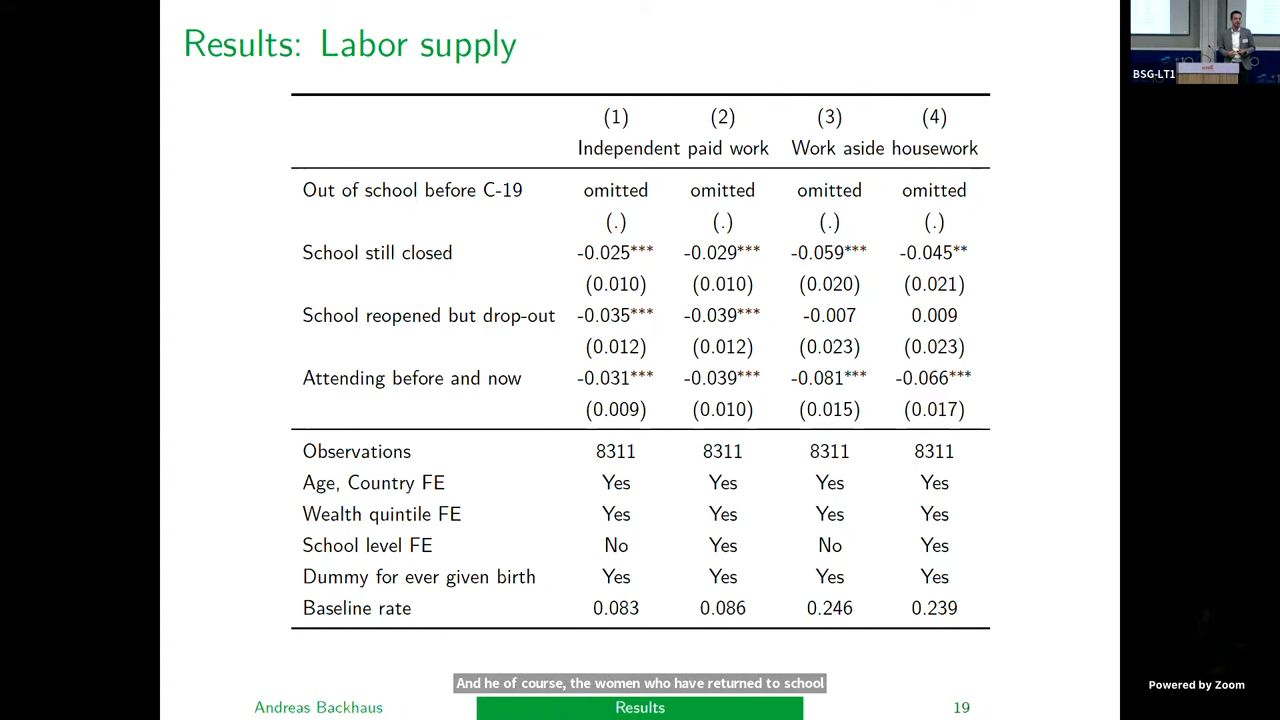 Results: Labor supply
(1) (2) (3) (4)
Independent paid work Work aside housework
Out of school before C-19 omitted omitted omitted omitted
(.) (.) (.) (.)
School still closed -0.025*** -0.029*** -0.059*** -0.045**
(0.010) (0.010) (0.020) (0.021)
School reopened but drop-out -0.035*** -0.039*** -0.007 0.009
(0.012) (0.012) (0.023) (0.023)
Attending before and now -0.031*** -0.039*** -0.081*** -0.066***
(0.009) (0.010) (0.015) (0.017)
Observations 8311 8311 8311 8311
Age, Country FE Yes Yes Yes Yes
Wealth quintile FE Yes Yes Yes Yes
School level FE No Yes No Yes
Dummy for ever given birth Yes Yes Yes Yes
Baseline rate 0.083 0.086 0.246 0.239
And he of course, the women who have returned to school
Andreas Backhaus Results 19
BSG-LT1
Powered by Zoom